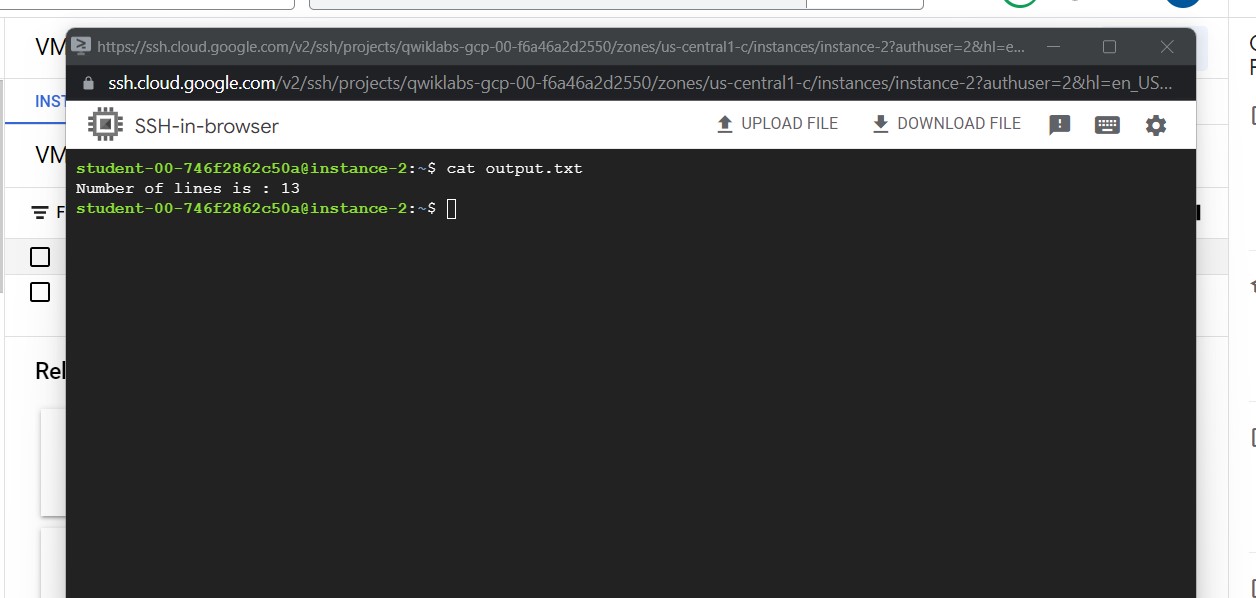 VM
https://ssh.cloud.google.com/v2/ssh/projects/qwiklabs-gcp-00-f6a46a2d2550/zones/us-central1-c/instances/instance-2?authuser=2&hl=e...
ssh.cloud.google.com/v2/ssh/projects/qwiklabs-gcp-00-f6a46a2d2550/zones/us-central1-c/instances/instance-2?authuser=2&hl=en_US...
INST
SSH-in-browser
UPLOAD FILE
DOWNLOAD FILE
VM
student-00-746f2862c50a@instance-2:~$ cat output.txt
Number of lines is : 13
student-00-746f2862c50a@instance-2:~$
F
Rel